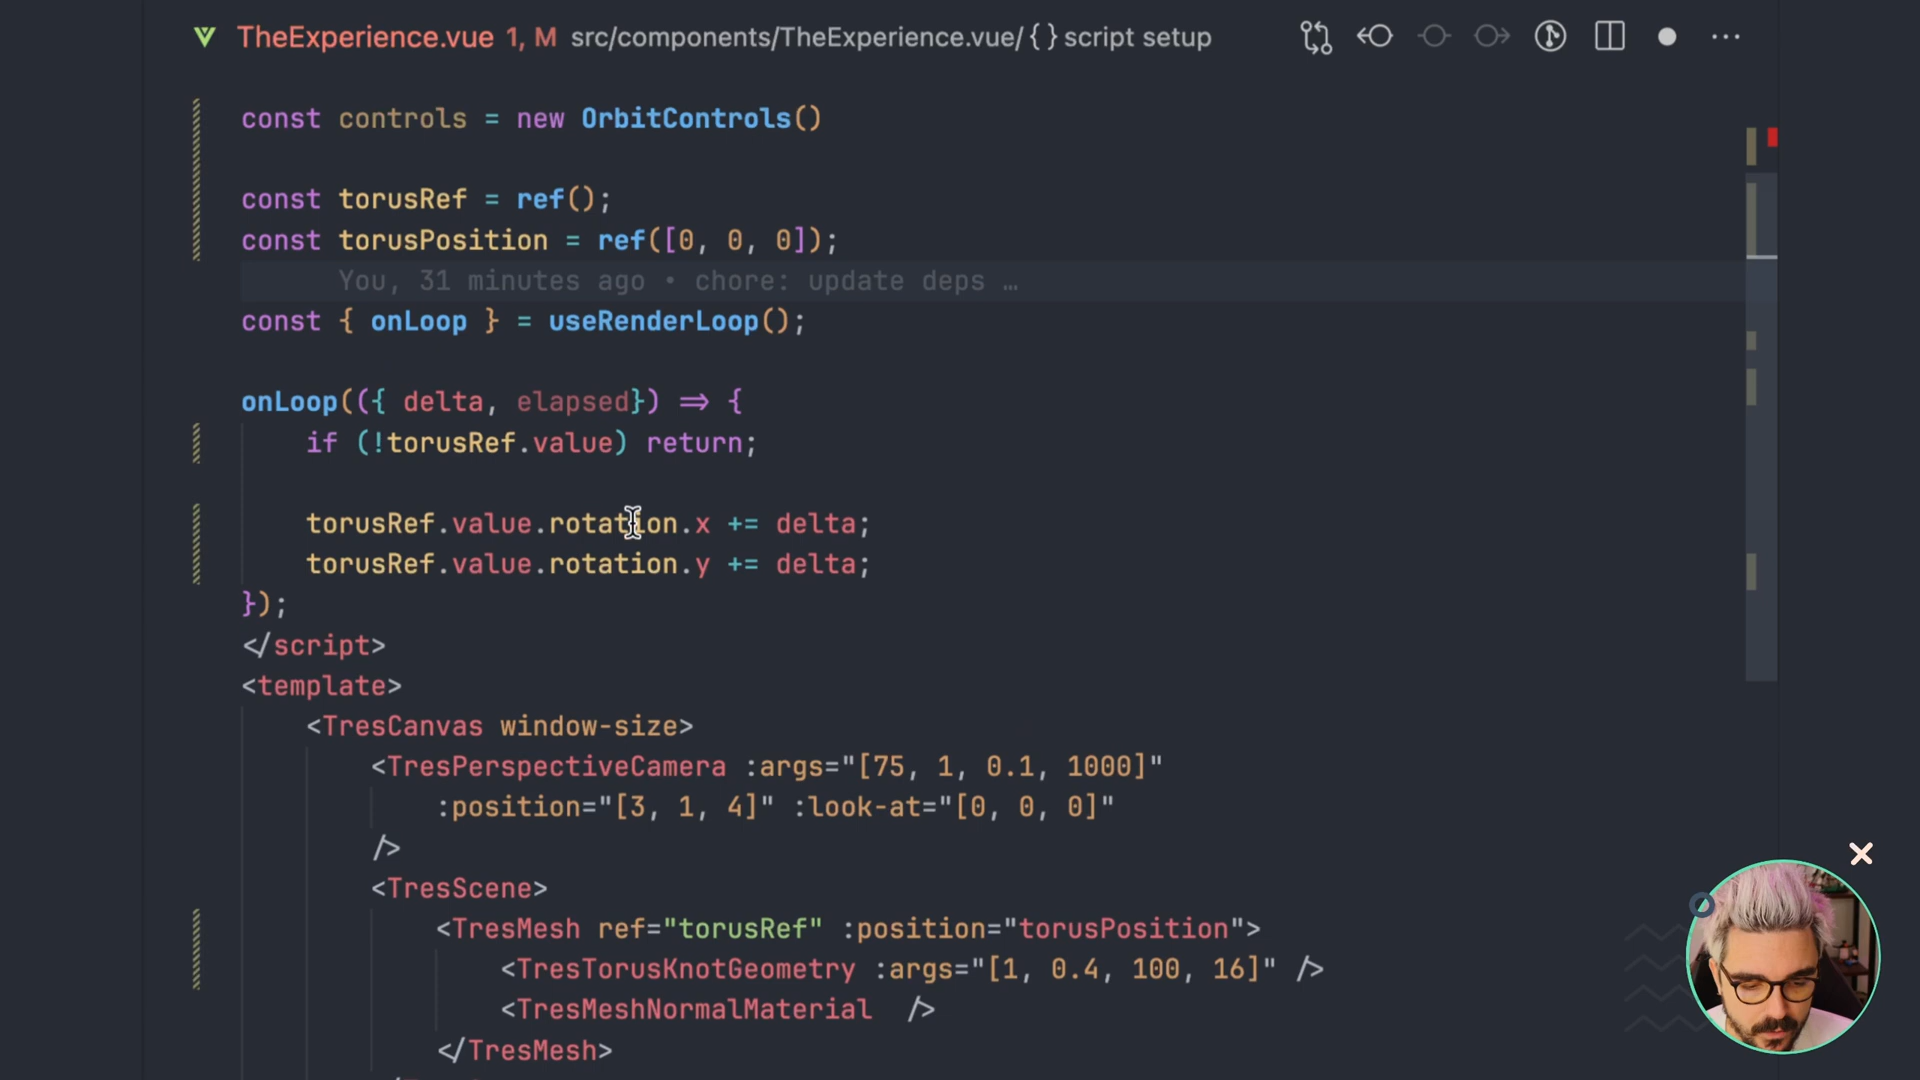 TheExperience.vue 1, M src/components/TheExperience.vue/ {} script setup
const controls = new OrbitControls()
const torusRef = ref();
const torusPosition = ref([0, 0, 0]);
You, 31 minutes ago • chore: update deps …
const { onLoop } = useRenderLoop();
onLoop(({ delta, elapsed}) => {
if (!torusRef.value) return;
torusRef.value.rotation.x += delta;
torusRef.value.rotation.y += delta;
});
</script>
<template>
<TresCanvas window-size>
<TresPerspectiveCamera :args="[75, 1, 0.1, 1000]"
:position="[3, 1, 4]" :look-at="[0, 0, 0]"
/>
<TresScene>
<TresMesh ref="torusRef" :position="torusPosition">
<TresTorusKnotGeometry :args="[1, 0.4, 100, 16]" />
<TresMeshNormalMaterial />
</TresMesh>